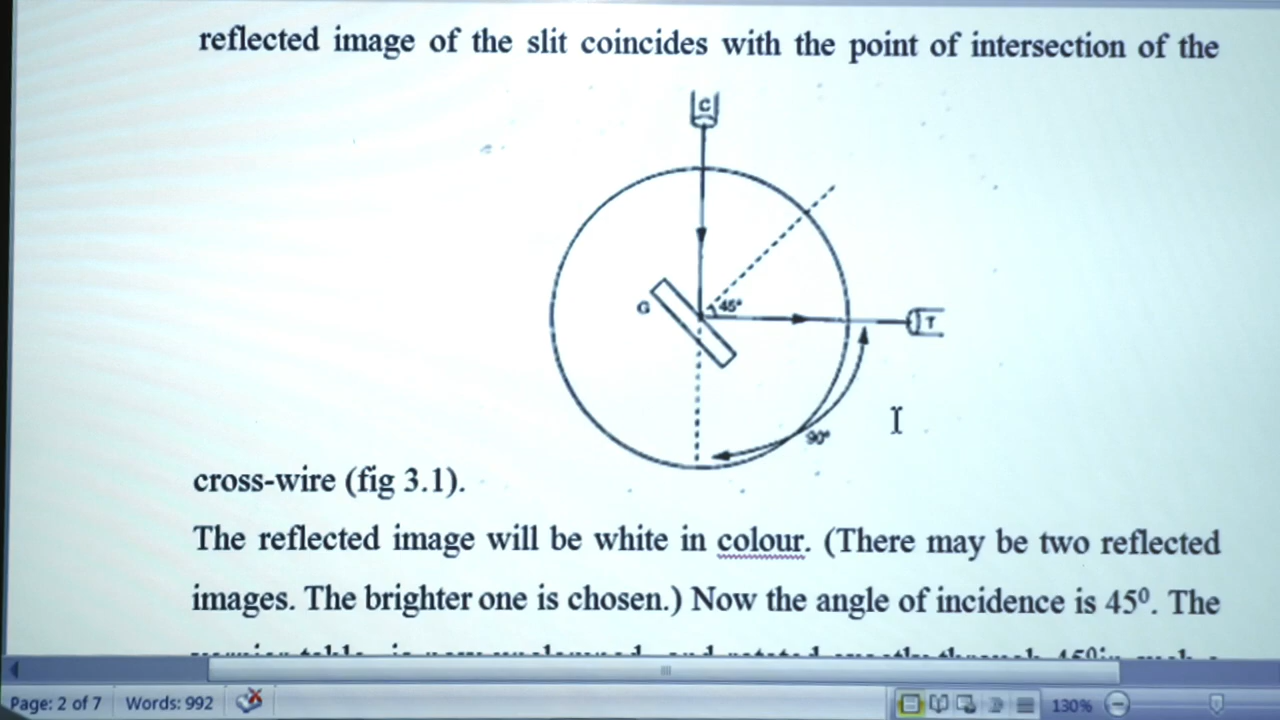 reflected image of the slit coincides with the point of intersection of the
C
G
45°
T
90°
cross-wire (fig 3.1).
The reflected image will be white in colour. (There may be two reflected
images. The brighter one is chosen.) Now the angle of incidence is 45⁰. The
Page: 2 of 7 Words: 992
130%